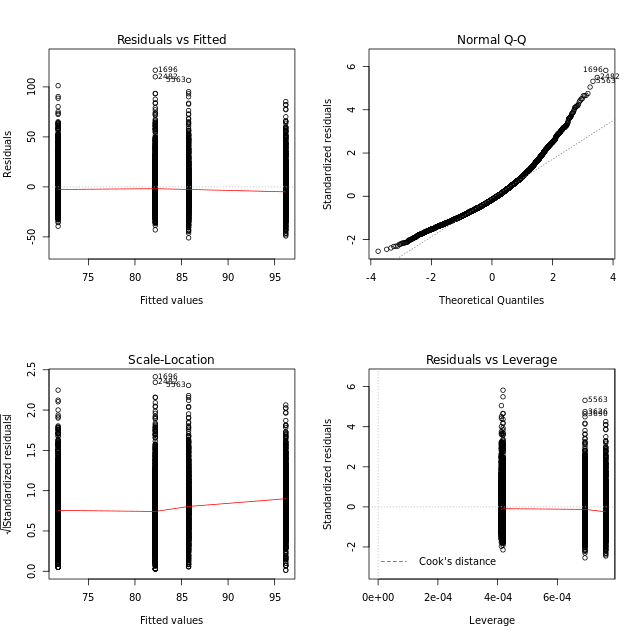 Residuals vs Fitted
Residuals
100
50
0
-50
1696
2482
5563
75 80 85 90 95
Fitted values
Normal Q-Q
Standardized residuals
6
4
2
0
-2
1696
2482
5563
-4 -2 0 2 4
Theoretical Quantiles
Scale-Location
√|Standardized residuals|
2.5
2.0
1.5
1.0
0.5
0.0
1696
2482
5563
75 80 85 90 95
Fitted values
Residuals vs Leverage
Standardized residuals
6
4
2
0
-2
5563
Cook's distance
0e+00 2e-04 4e-04 6e-04
Leverage